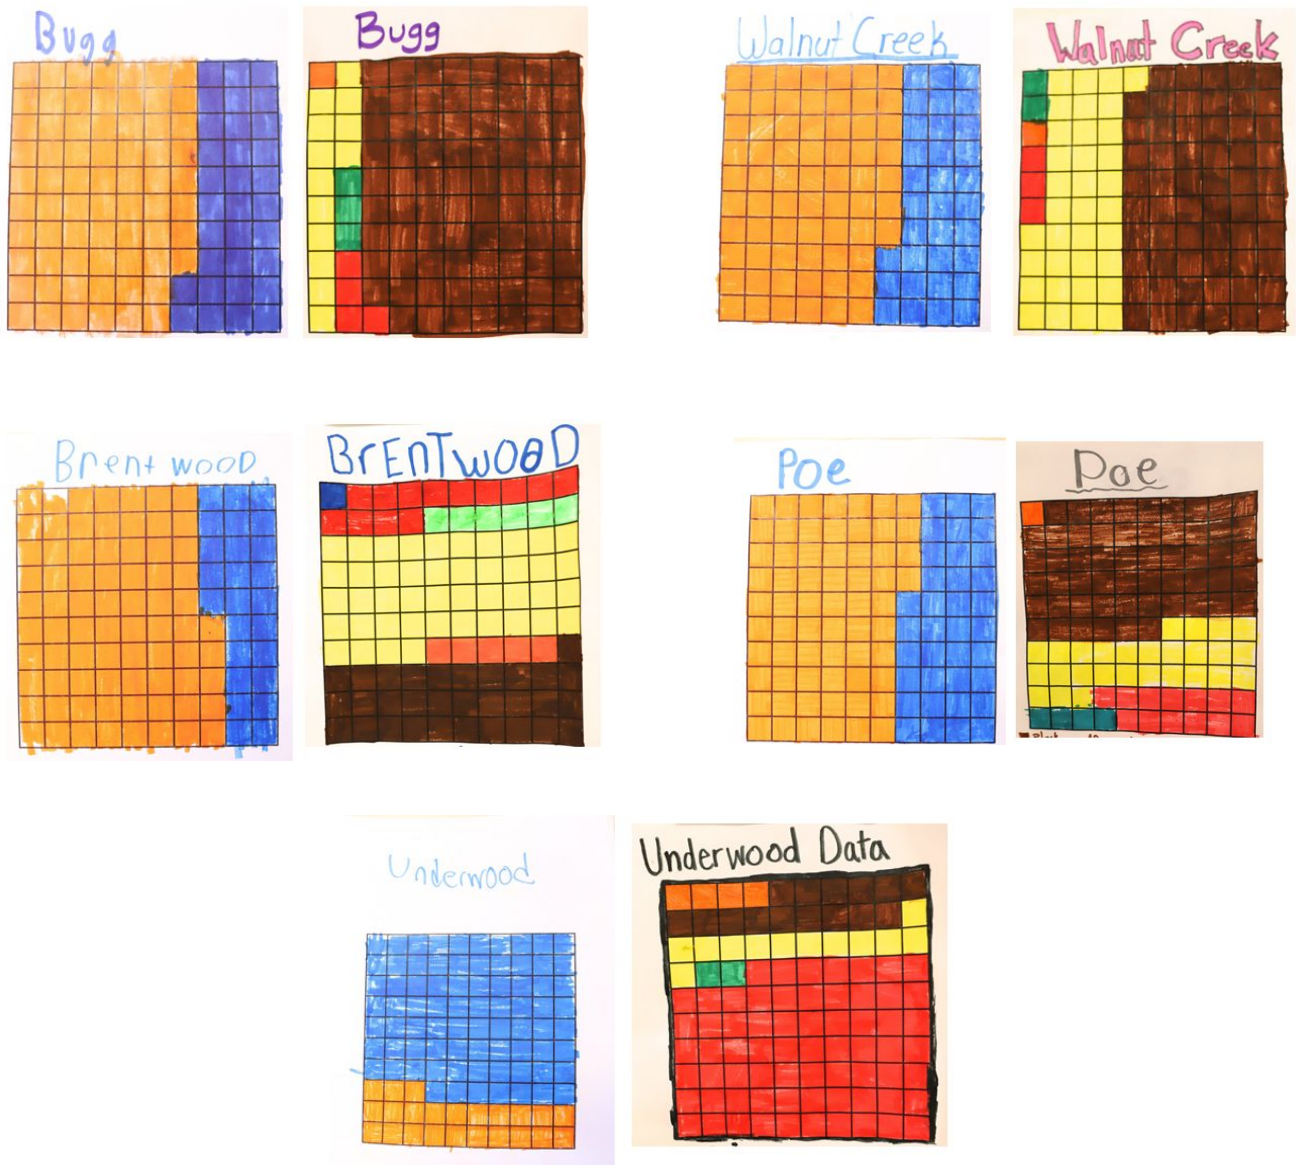 Bugg
Bugg
Walnut Creek
Walnut Creek
Brentwood
BrEnTwooD
Poe
Poe
Underwood
Underwood Data